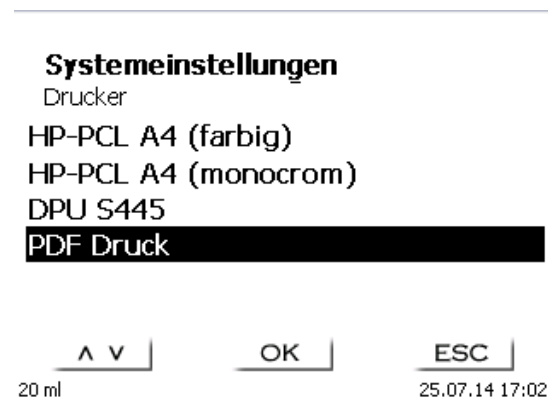 Systemeinstellungen
Drucker
HP-PCL A4 (farbig)
HP-PCL A4 (monocrom)
DPU S445
PDF Druck
∧ ∨ OK ESC
20 ml 25.07.14 17:02